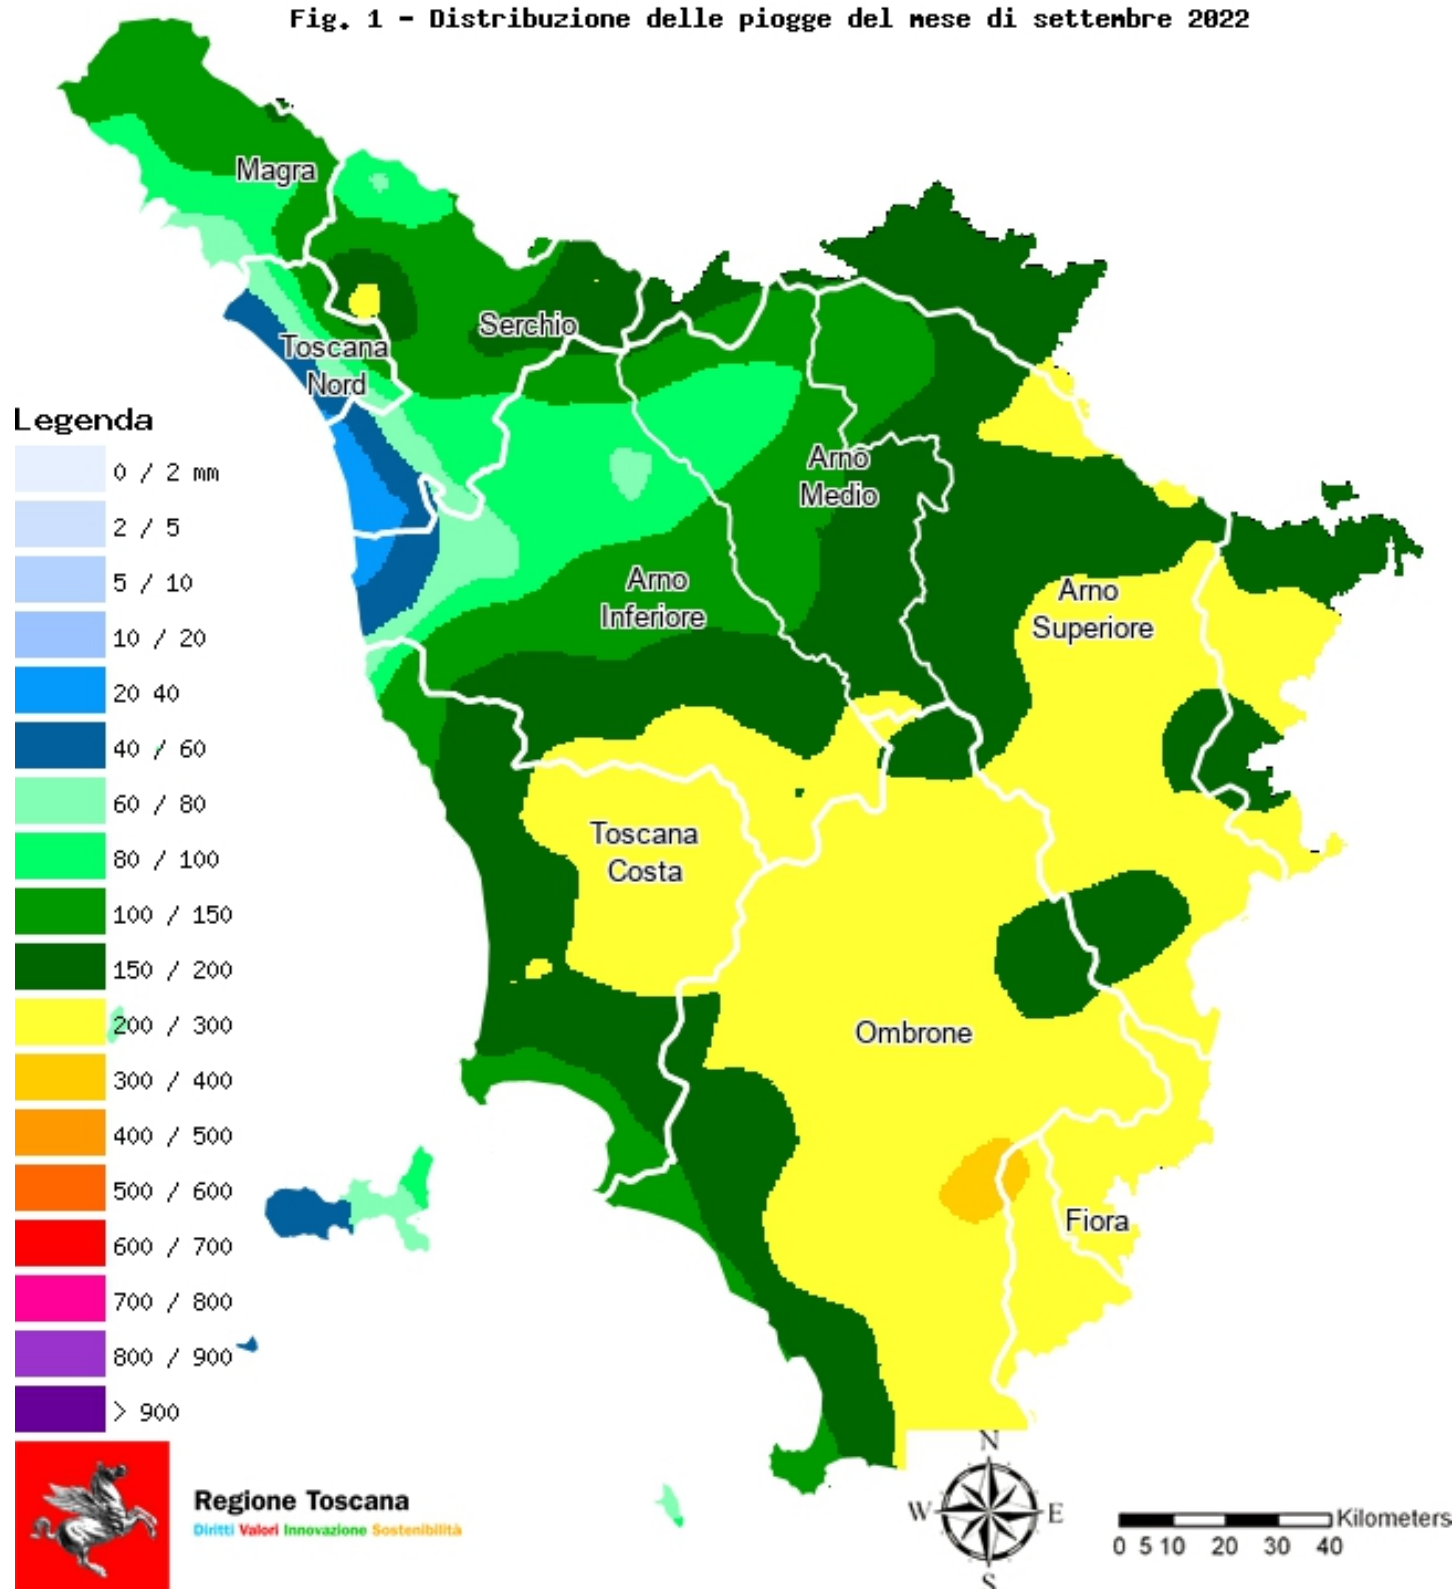 Fig. 1 - Distribuzione delle piogge del mese di settembre 2022
Magra
Serchio
Toscana
Nord
Legenda
0 / 2 mm
2 / 5
5 / 10
10 / 20
20 40
40 / 60
60 / 80
80 / 100
100 / 150
150 / 200
200 / 300
300 / 400
400 / 500
500 / 600
600 / 700
700 / 800
800 / 900
> 900
Arno
Medio
Arno
Inferiore
Arno
Superiore
Toscana
Costa
Ombrone
Fiora
Regione Toscana
Diritti Valori Innovazione Sostenibilità
N
W E
S
Kilometers
0 5 10 20 30 40